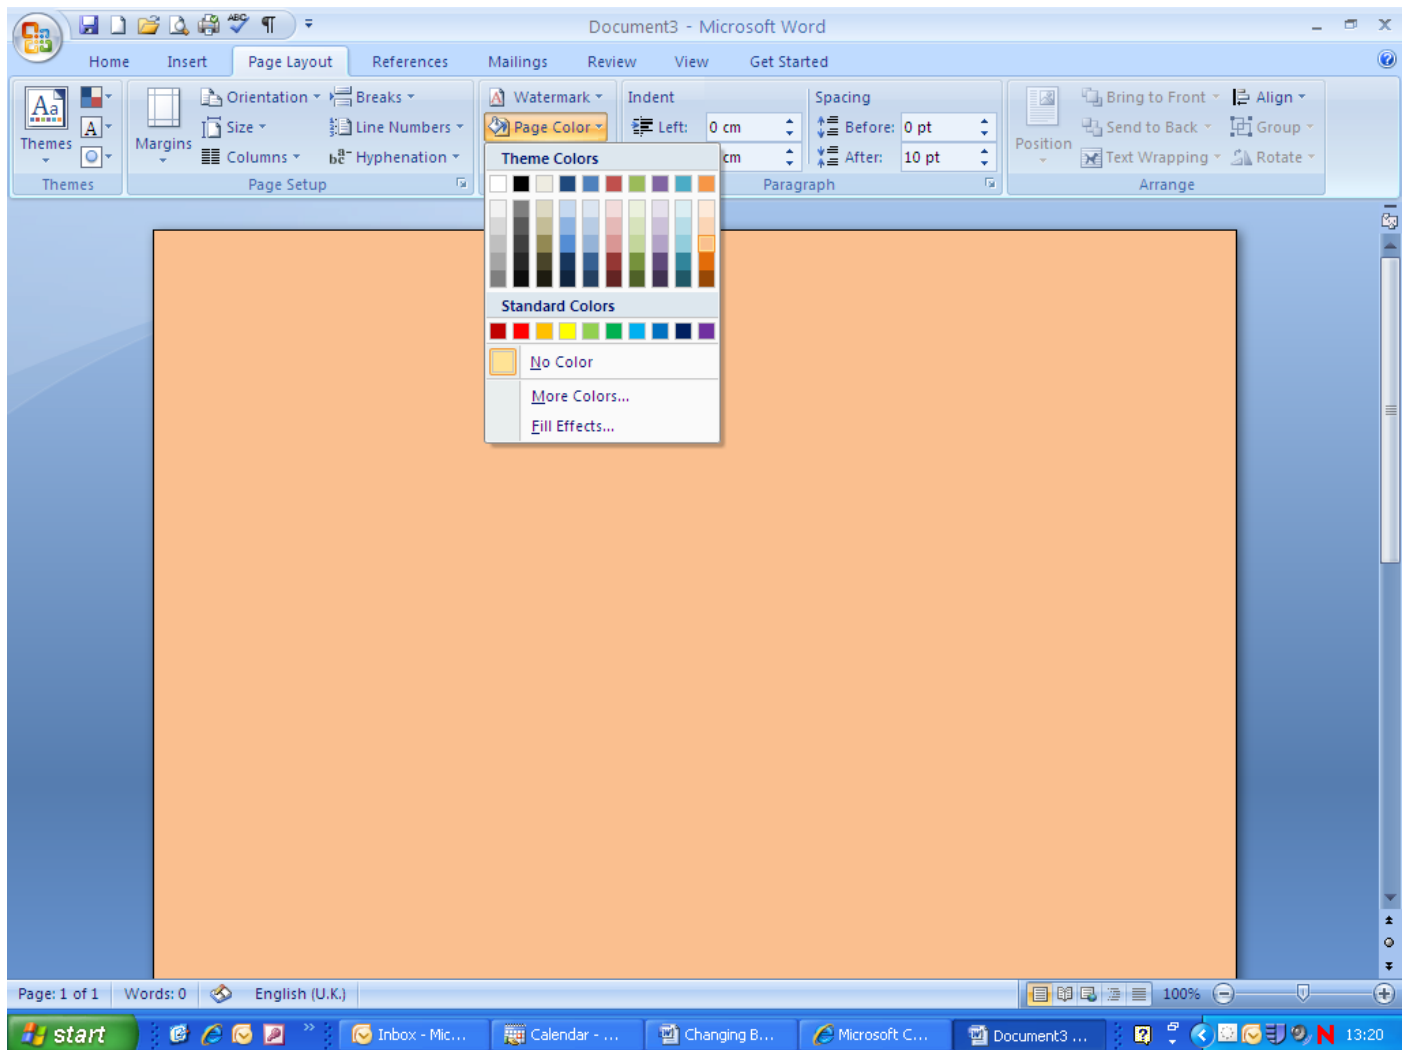 Document3 - Microsoft Word
Home Insert Page Layout References Mailings Review View Get Started
Themes
Margins
Orientation
Size
Columns
Breaks
Line Numbers
Hyphenation
Watermark
Page Color
Indent
Left: 0 cm
cm
Spacing
Before: 0 pt
After: 10 pt
Position
Bring to Front
Send to Back
Text Wrapping
Align
Group
Rotate
Themes Page Setup Paragraph Arrange
Theme Colors
Standard Colors
No Color
More Colors...
Fill Effects...
Page: 1 of 1 Words: 0 English (U.K.) 100%
start Inbox - Mic... Calendar - ... Changing B... Microsoft C... Document3 ... 13:20